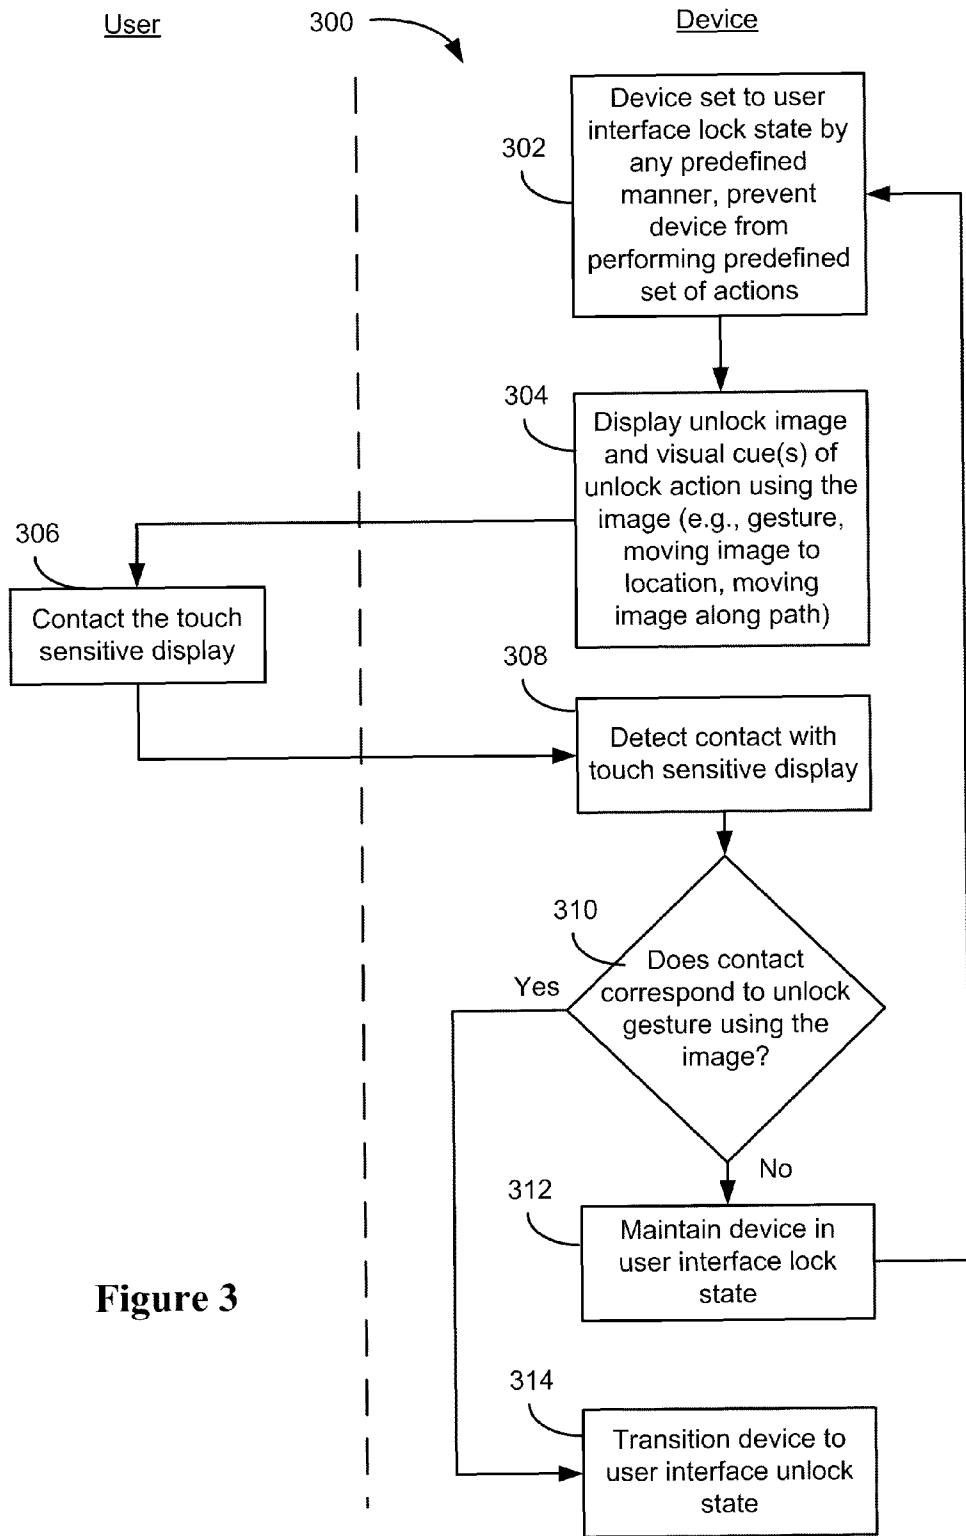 User
300
Device
302
Device set to user
interface lock state by
any predefined
manner, prevent
device from
performing predefined
set of actions
304
Display unlock image
and visual cue(s) of
unlock action using the
image (e.g., gesture,
moving image to
location, moving
image along path)
306
Contact the touch
sensitive display
308
Detect contact with
touch sensitive display
310
Does contact
correspond to unlock
gesture using the
image?
Yes
No
312
Maintain device in
user interface lock
state
Figure 3
314
Transition device to
user interface unlock
state